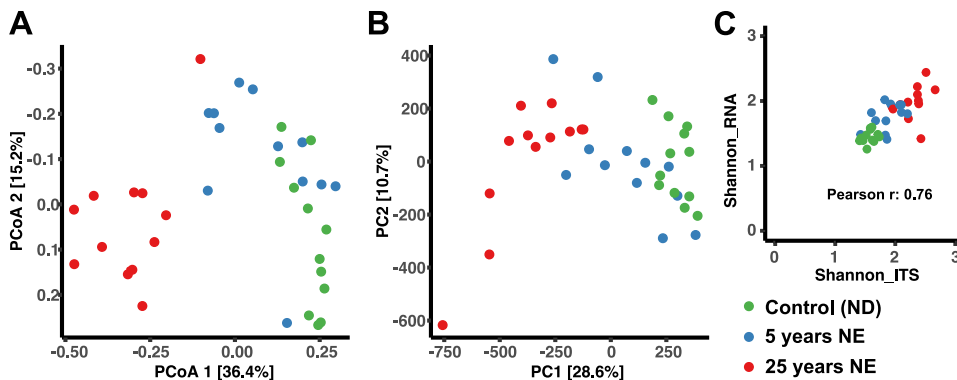 A
-0.3
-0.2
-0.1
0.0
0.1
0.2
PCoA 2 [15.2%]
-0.50
-0.25
0.00
0.25
PCoA 1 [36.4%]
B
400
200
0
-200
-400
-600
PC2 [10.7%]
-750
-500
-250
0
250
PC1 [28.6%]
C
3
2
1
0
Shannon_RNA
Pearson r: 0.76
0
1
2
3
Shannon_ITS
Control (ND)
5 years NE
25 years NE